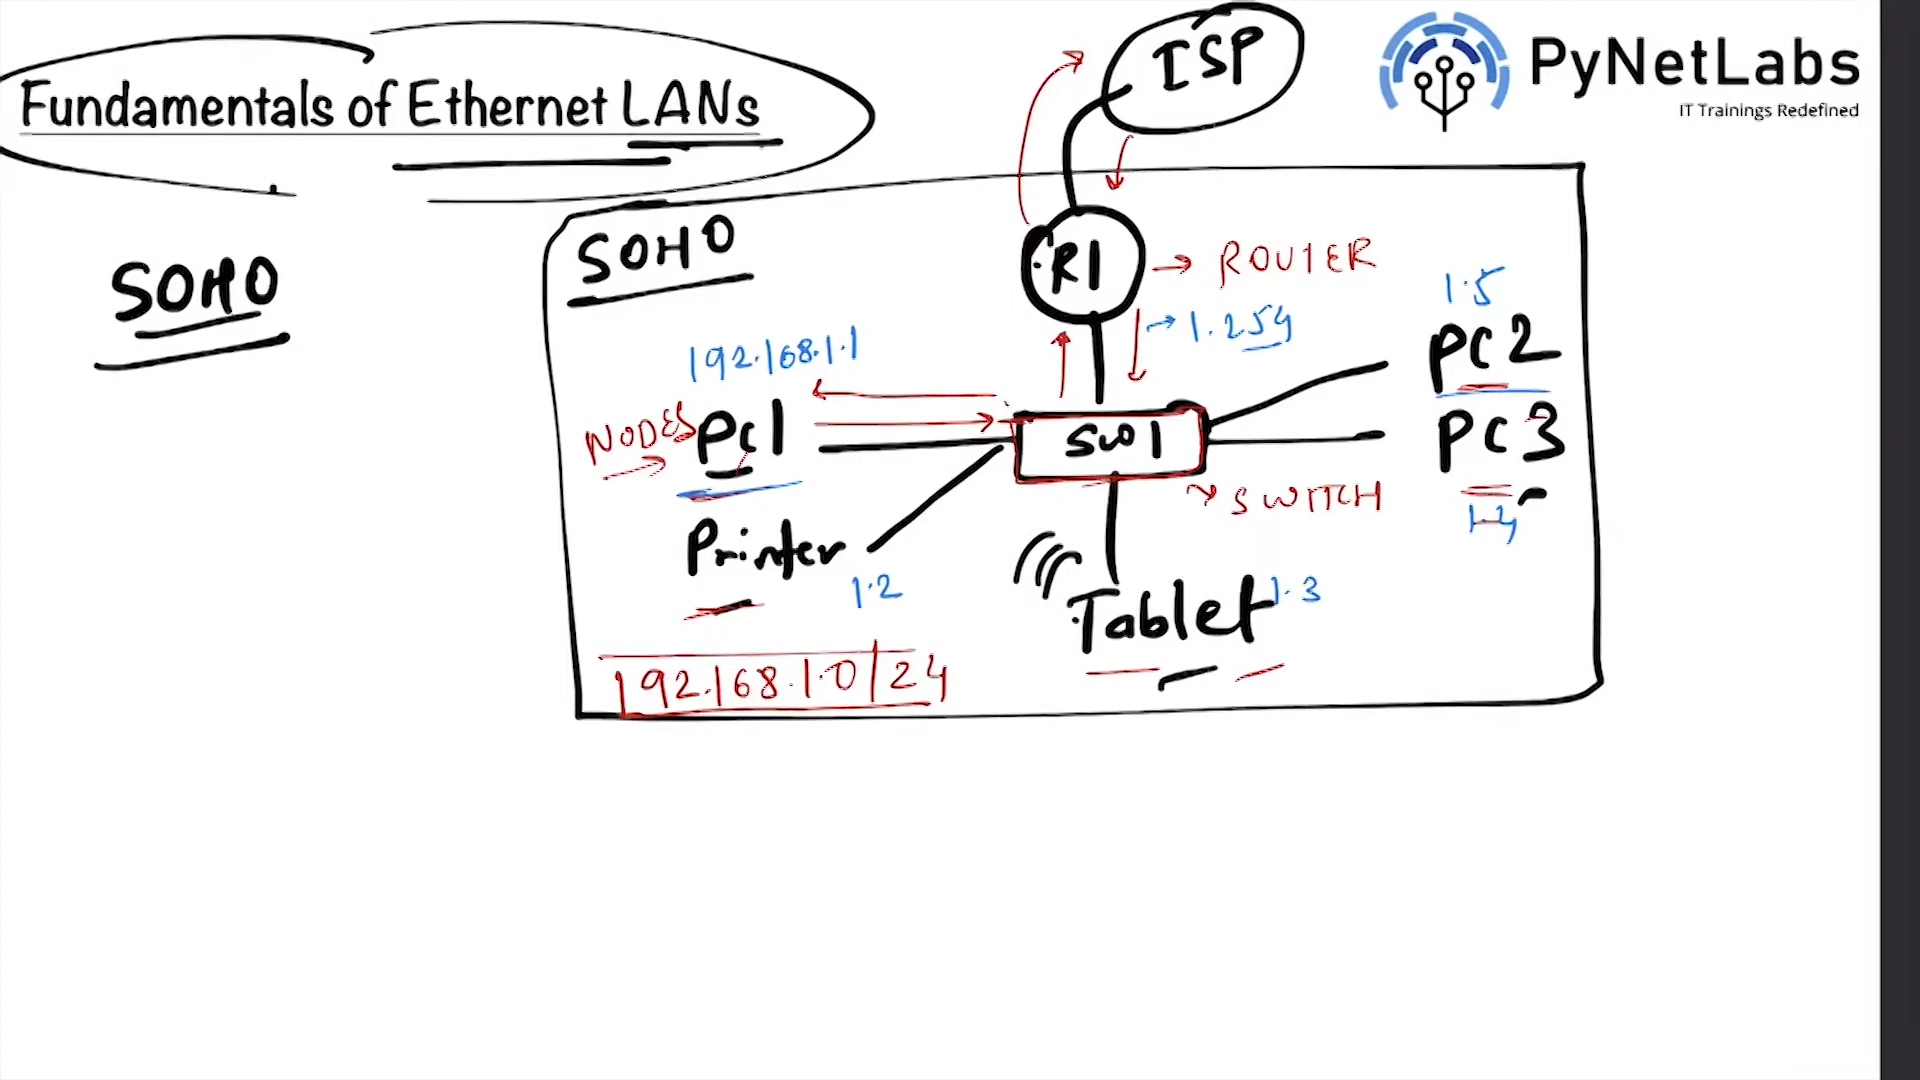 Fundamentals of Ethernet LANs
ISP
PyNetLabs
IT Trainings Redefined
SOHO
SOHO
R1
→ ROUTER
→ 1.254
1.5
PC2
192.168.1.1
NODES
PC1
SW1
PC3
SWITCH
1.4
Printer
1.2
Tablet
1.3
192.168.1.0/24